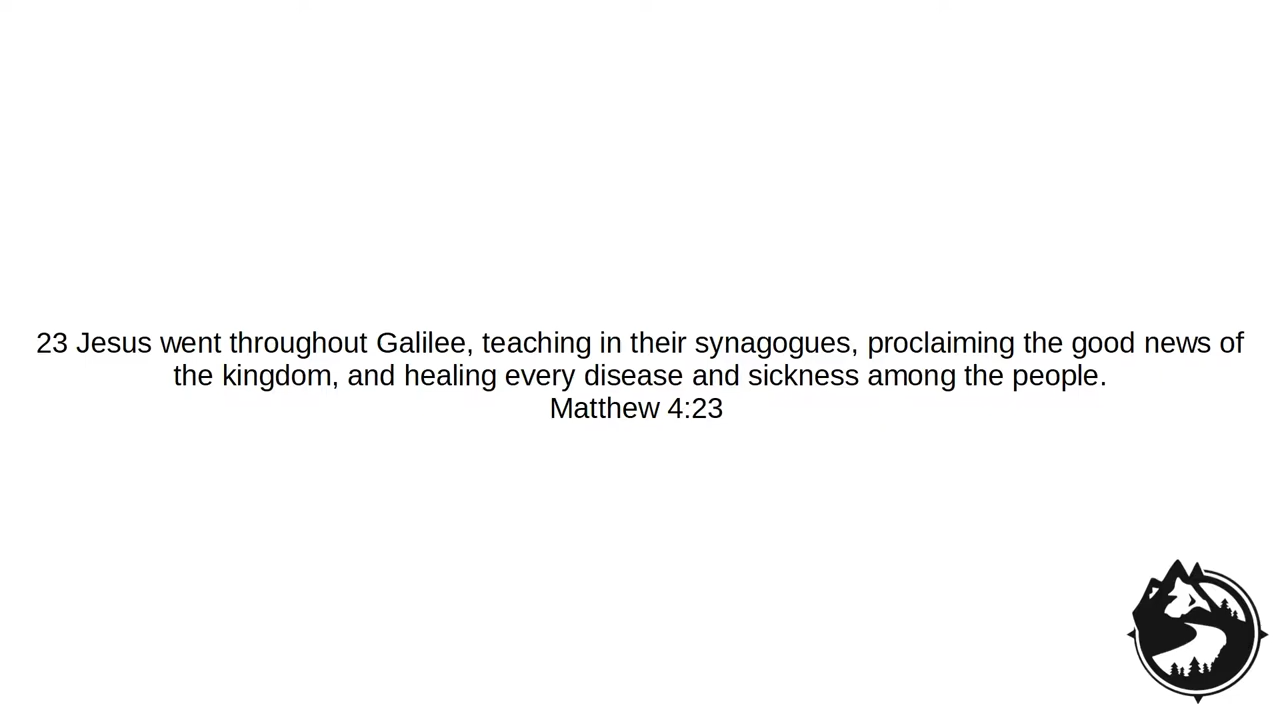 23 Jesus went throughout Galilee, teaching in their synagogues, proclaiming the good news of
the kingdom, and healing every disease and sickness among the people.
Matthew 4:23